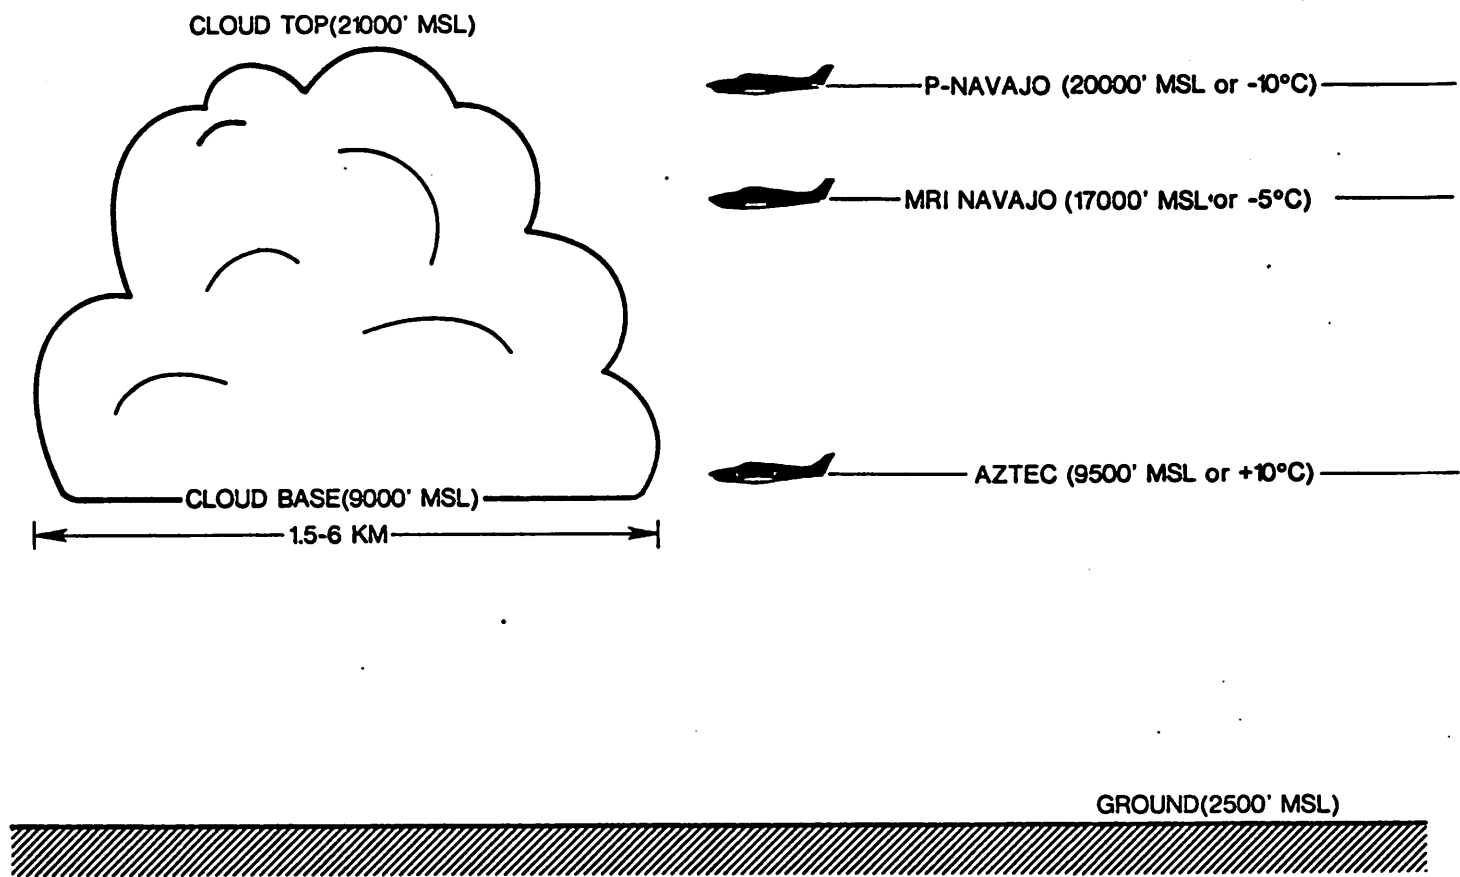 CLOUD TOP(21000' MSL)
P-NAVAJO (20000' MSL or -10°C)
MRI NAVAJO (17000' MSL or -5°C)
AZTEC (9500' MSL or +10°C)
CLOUD BASE(9000' MSL)
1.5-6 KM
GROUND(2500' MSL)